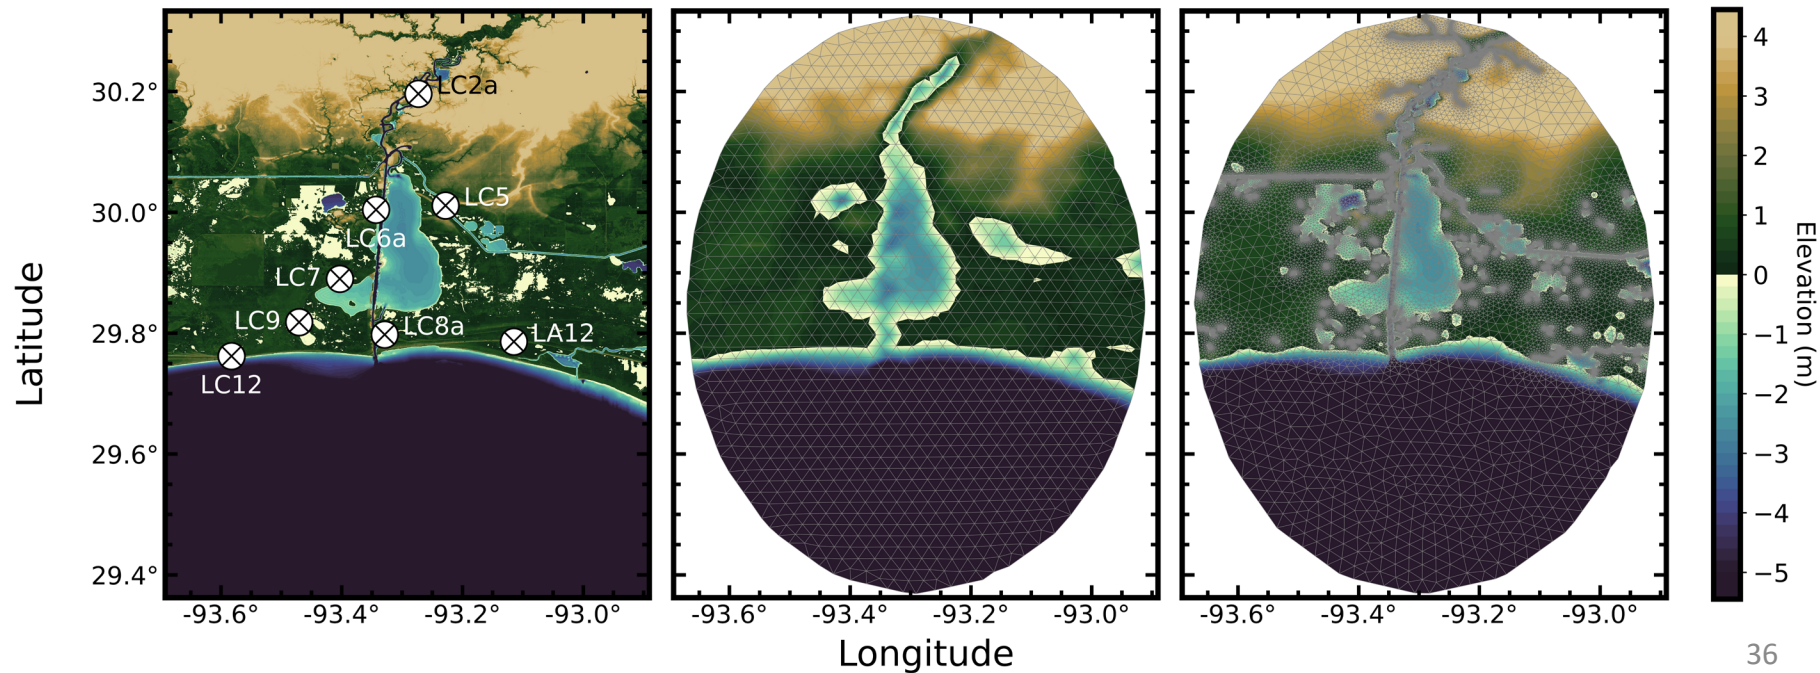 LC2a
LC5
LC6a
LC7
LC9
LC8a
LA12
LC12
30.2°
30.0°
29.8°
29.6°
29.4°
Latitude
-93.6° -93.4° -93.2° -93.0°
-93.6° -93.4° -93.2° -93.0°
-93.6° -93.4° -93.2° -93.0°
Longitude
4
3
2
1
0
−1
−2
−3
−4
−5
Elevation (m)
36